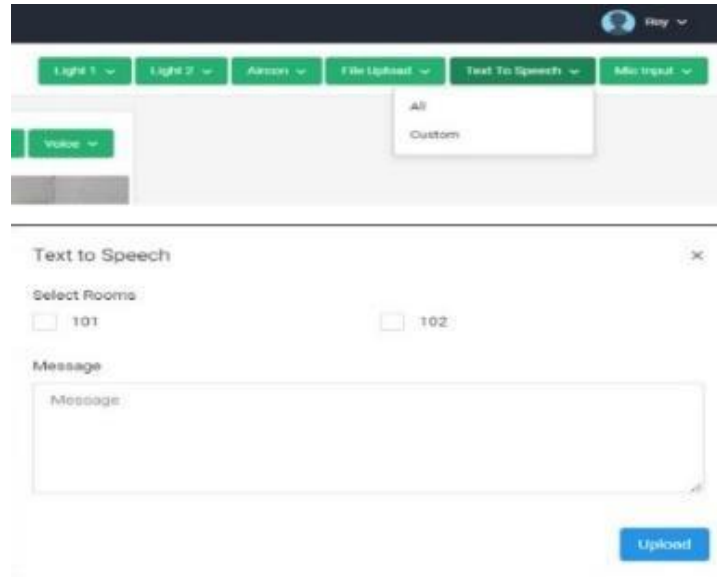 Roy
Light 1 Light 2 Aircon File Upload Text To Speech Mic Input
All
Custom
Voice
Text to Speech
Select Rooms
101 102
Message
Message
Upload